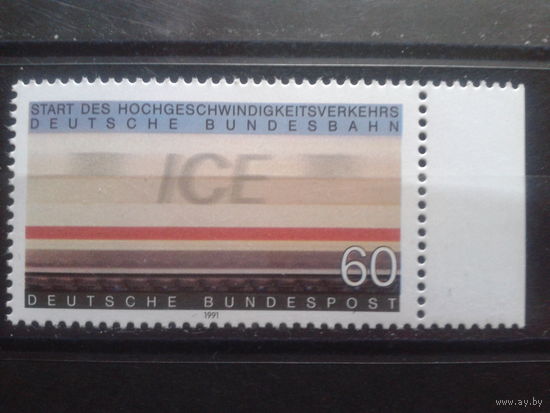 START DES HOCHGESCHWINDIGKEITSVERKEHRS
DEUTSCHE BUNDESBAHN
ICE
60
DEUTSCHE BUNDESPOST
1991
www.ay.by